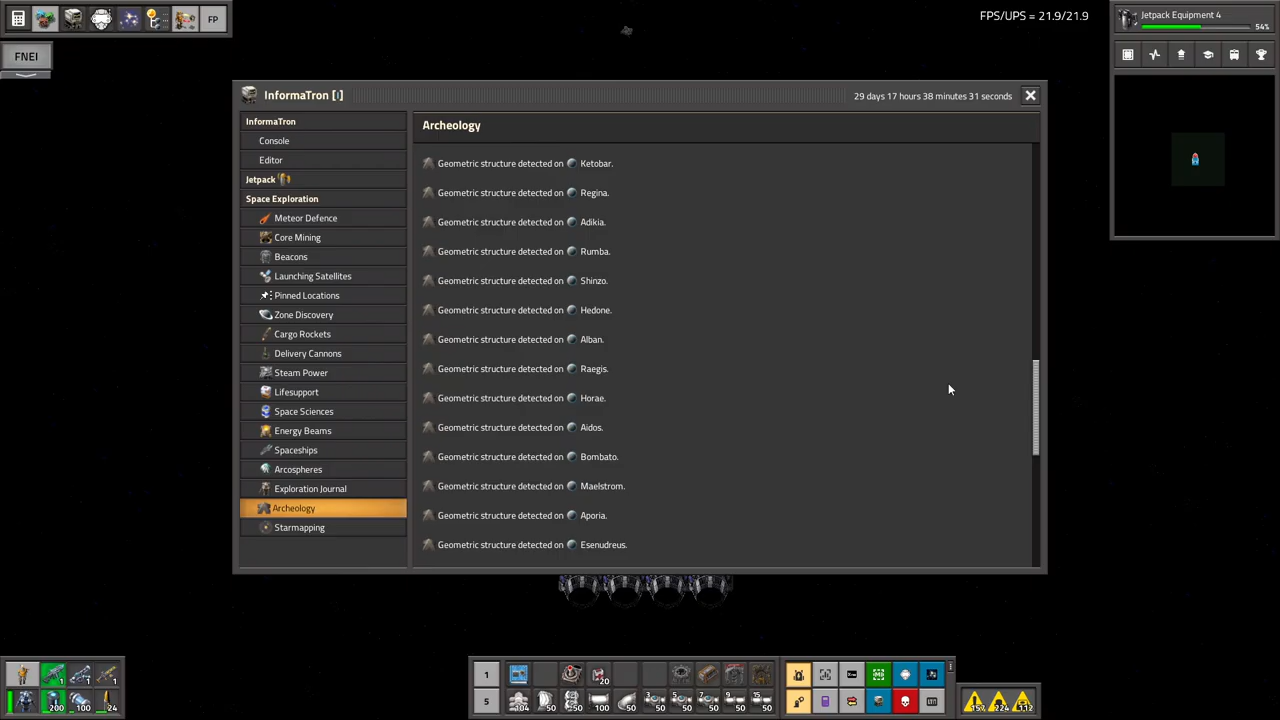 FP
FPS/UPS = 21.9/21.9
Jetpack Equipment 4
54%
FNEI
InformaTron [i]
29 days 17 hours 38 minutes 31 seconds
InformaTron
Console
Editor
Jetpack
Space Exploration
Meteor Defence
Core Mining
Beacons
Launching Satellites
Pinned Locations
Zone Discovery
Cargo Rockets
Delivery Cannons
Steam Power
Lifesupport
Space Sciences
Energy Beams
Spaceships
Arcospheres
Exploration Journal
Archeology
Starmapping
Archeology
Geometric structure detected on Ketobar.
Geometric structure detected on Regina.
Geometric structure detected on Adikia.
Geometric structure detected on Rumba.
Geometric structure detected on Shinzo.
Geometric structure detected on Hedone.
Geometric structure detected on Alban.
Geometric structure detected on Raegis.
Geometric structure detected on Horae.
Geometric structure detected on Aidos.
Geometric structure detected on Bombato.
Geometric structure detected on Maelstrom.
Geometric structure detected on Aporia.
Geometric structure detected on Esenudreus.
1 1 1
200 100 24
1 20
5 104 50 50 100 50 50 50 50 50 50
224